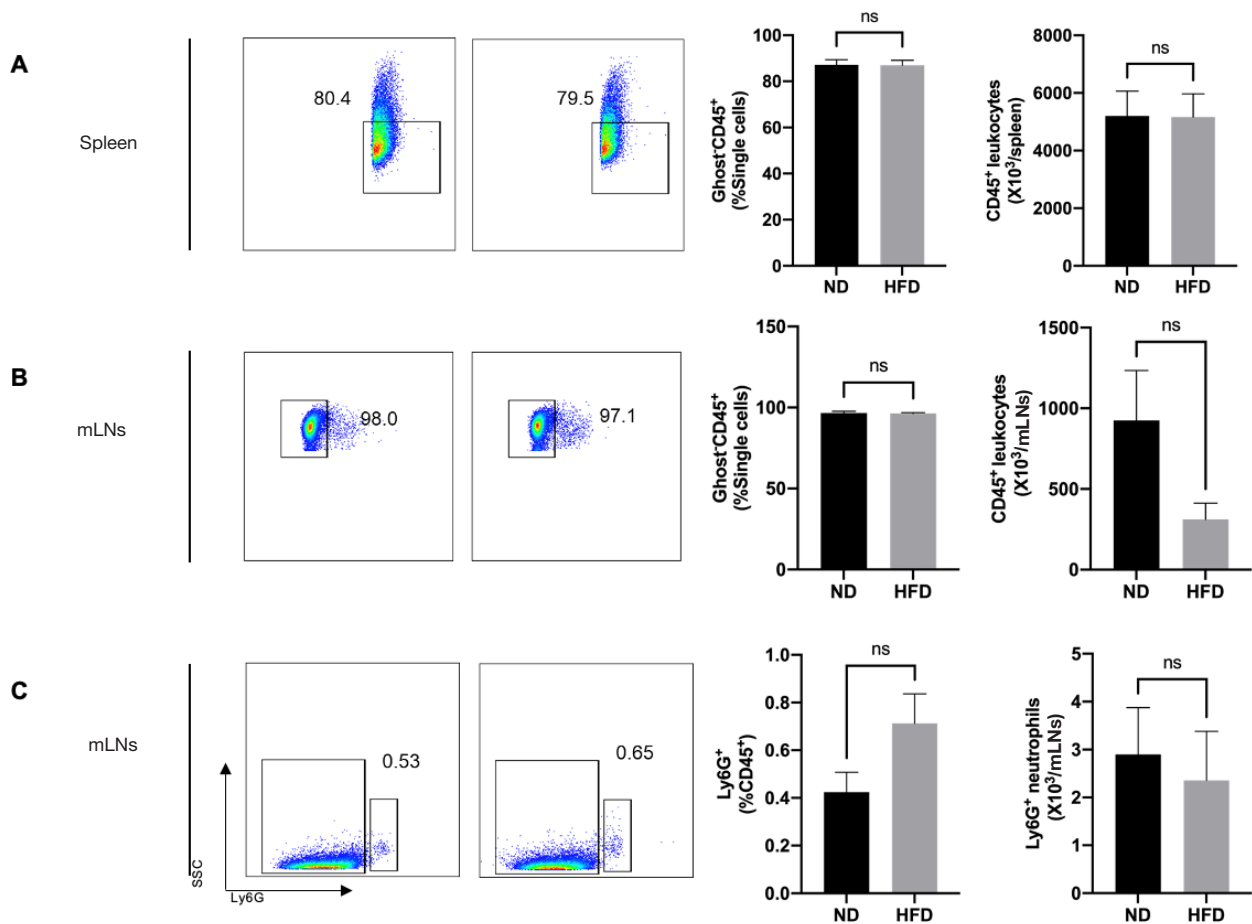 A
Spleen
80.4
79.5
Ghost-CD45+
(%Single cells)
100
80
60
40
20
0
ns
ND
HFD
CD45+ leukocytes
(X10³/spleen)
8000
6000
4000
2000
0
ns
ND
HFD
B
mLNs
98.0
97.1
Ghost-CD45+
(%Single cells)
150
100
50
0
ns
ND
HFD
CD45+ leukocytes
(X10³/mLNs)
1500
1000
500
0
ns
ND
HFD
C
mLNs
SSC
Ly6G
0.53
0.65
Ly6G+
(%CD45+)
1.0
0.8
0.6
0.4
0.2
0.0
ns
ND
HFD
Ly6G+ neutrophils
(X10³/mLNs)
5
4
3
2
1
0
ns
ND
HFD